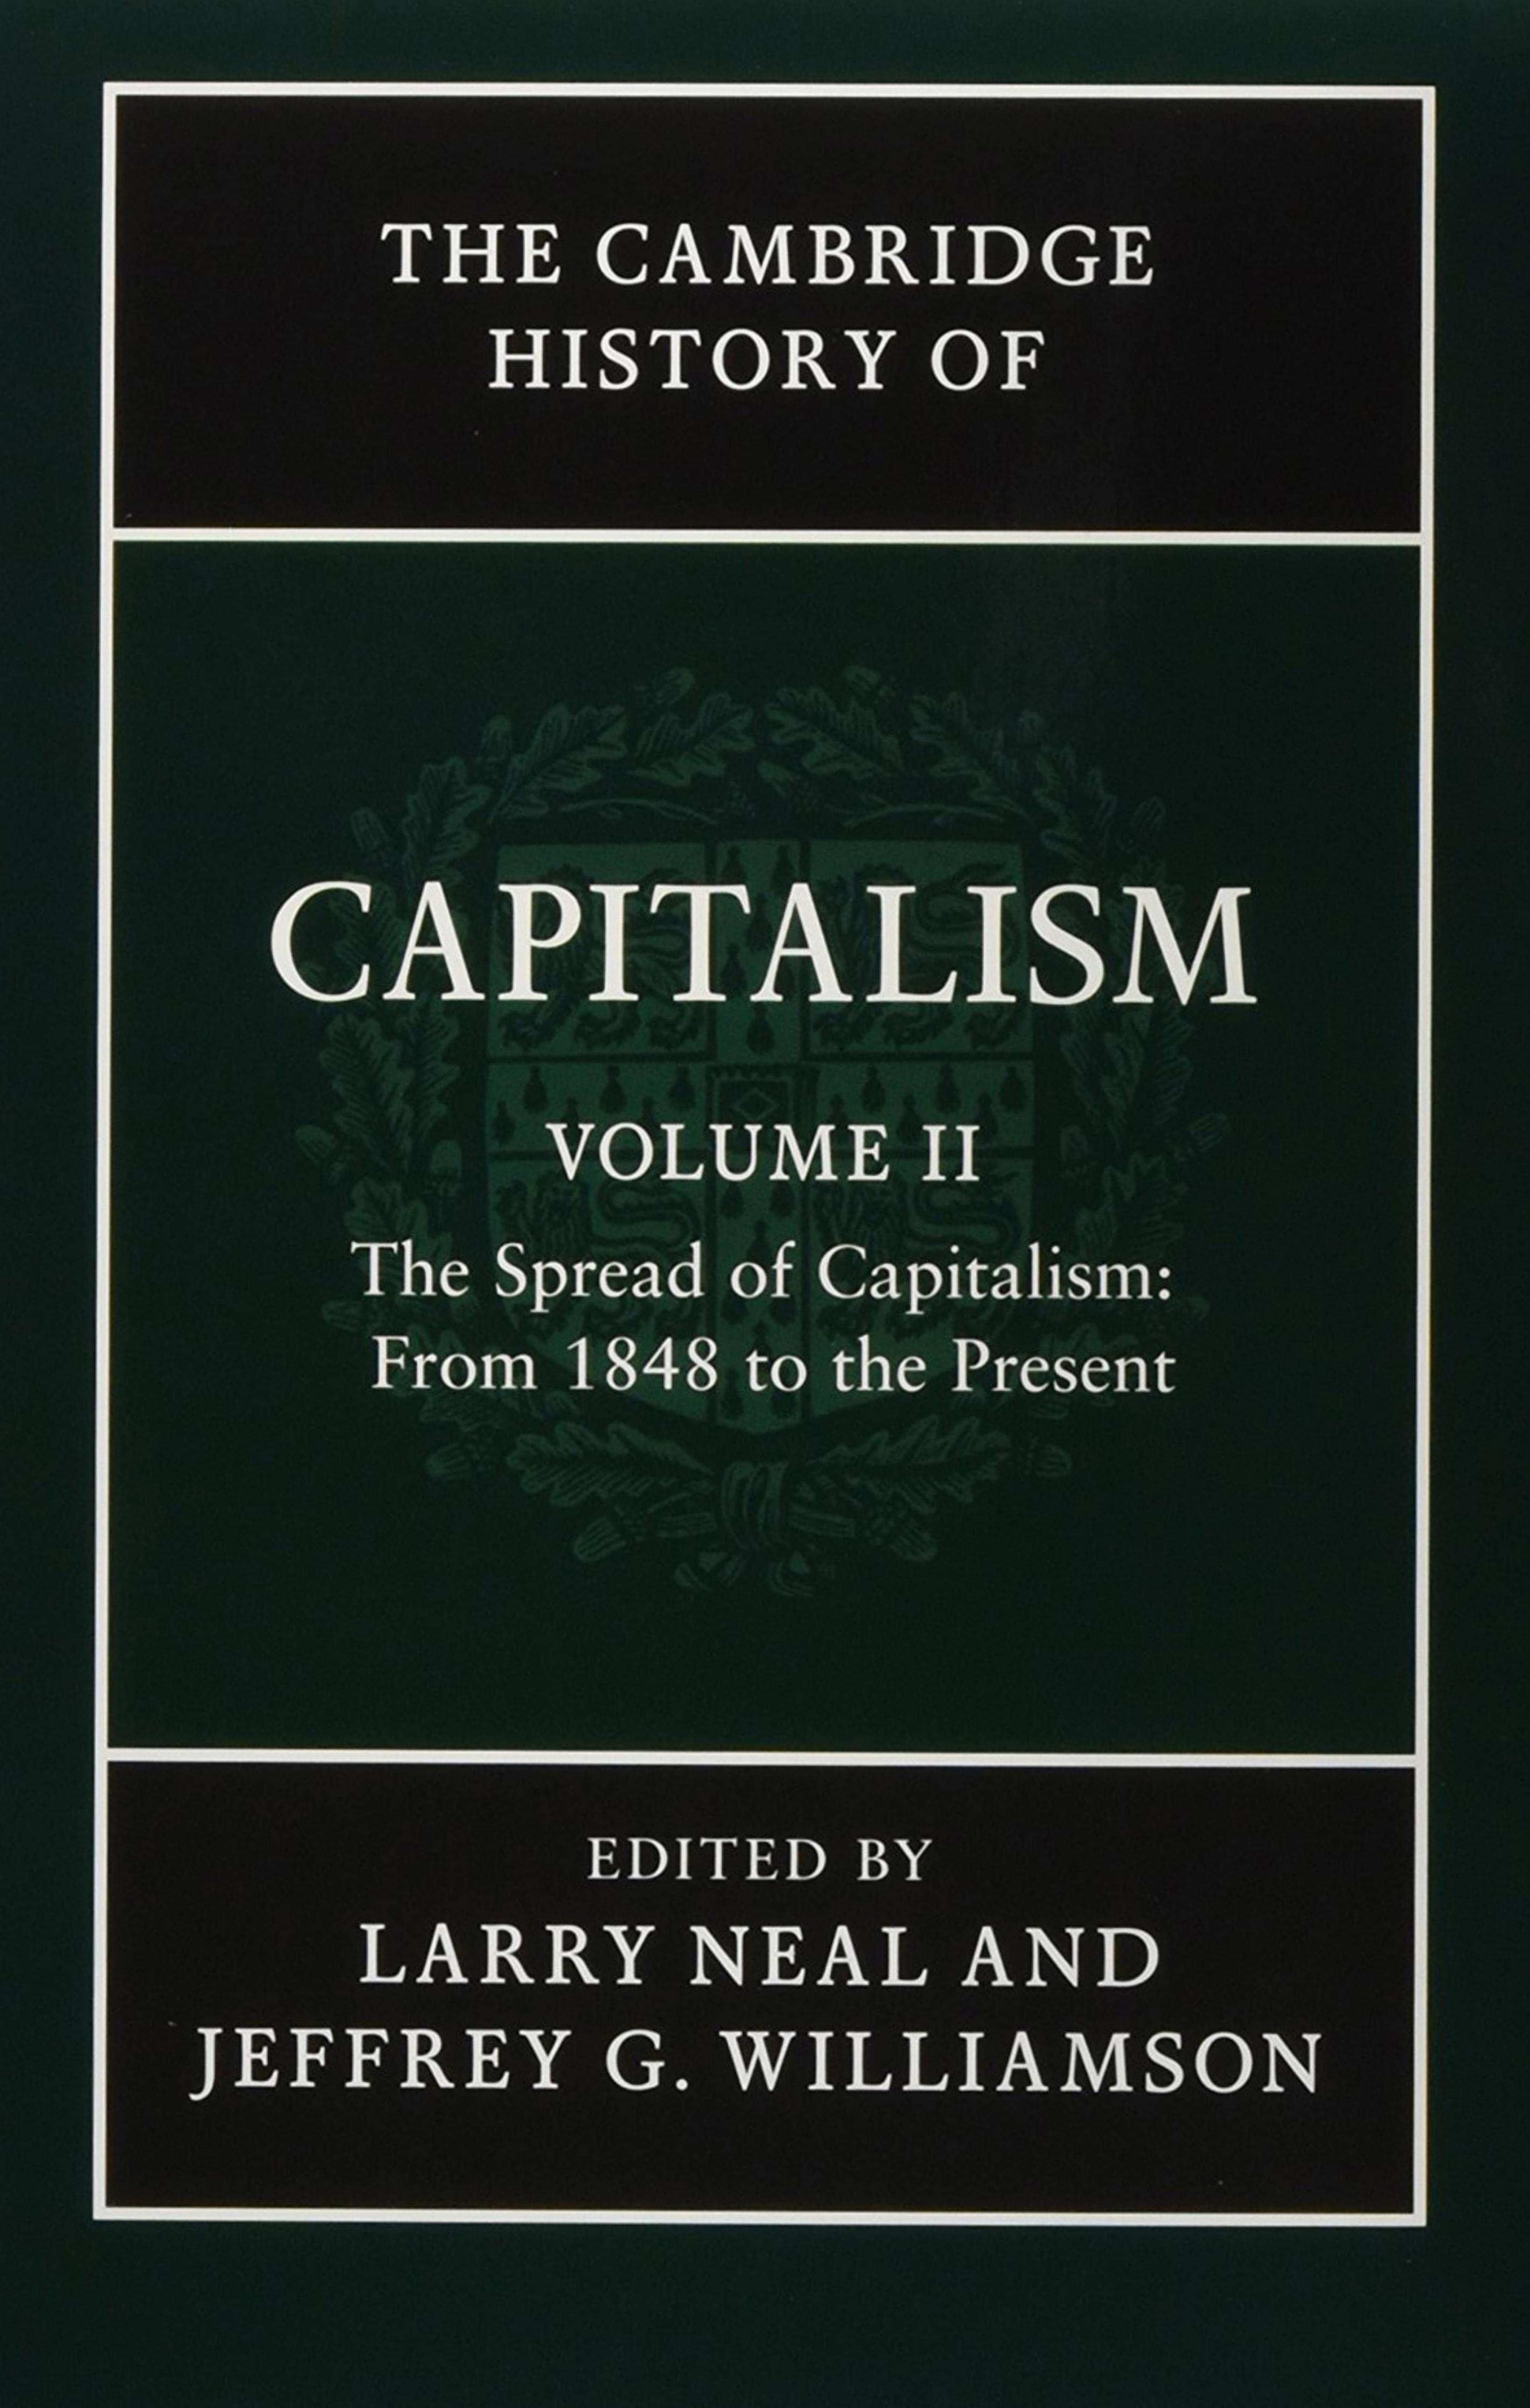 THE CAMBRIDGE
HISTORY OF
CAPITALISM
VOLUME II
The Spread of Capitalism:
From 1848 to the Present
EDITED BY
LARRY NEAL AND
JEFFREY G. WILLIAMSON